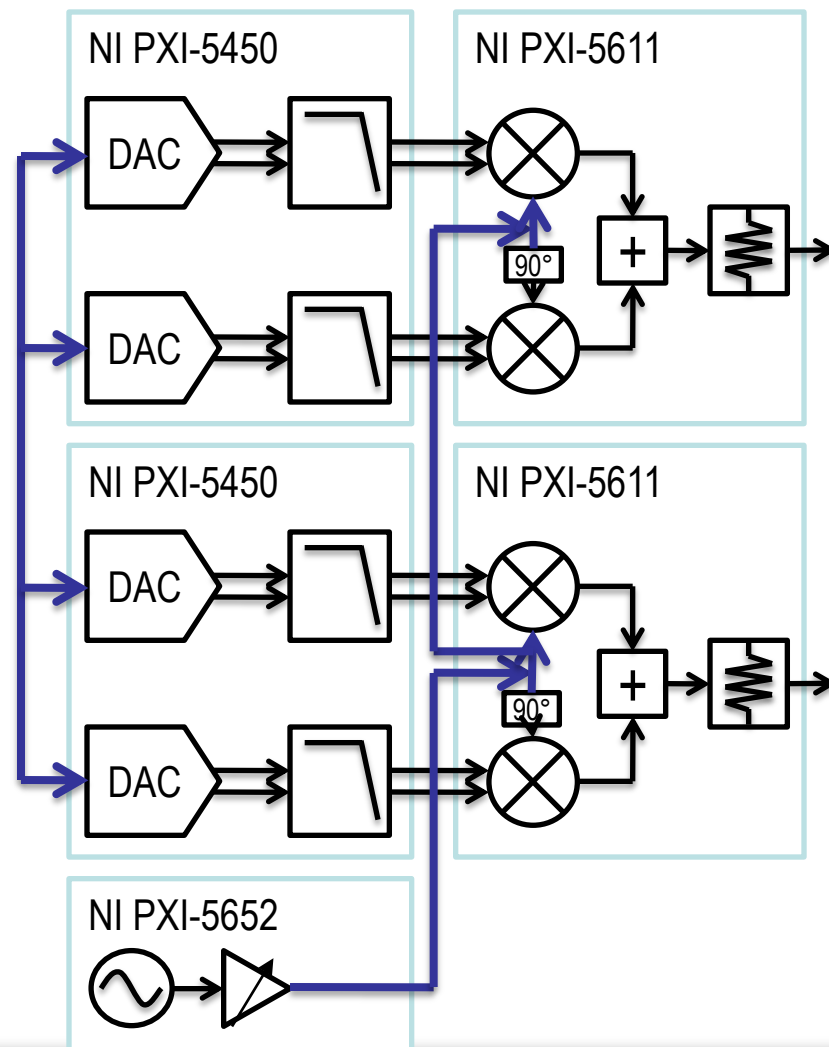 NI PXI-5450
NI PXI-5611
DAC
90°
+
DAC
NI PXI-5450
NI PXI-5611
DAC
90°
+
DAC
NI PXI-5652